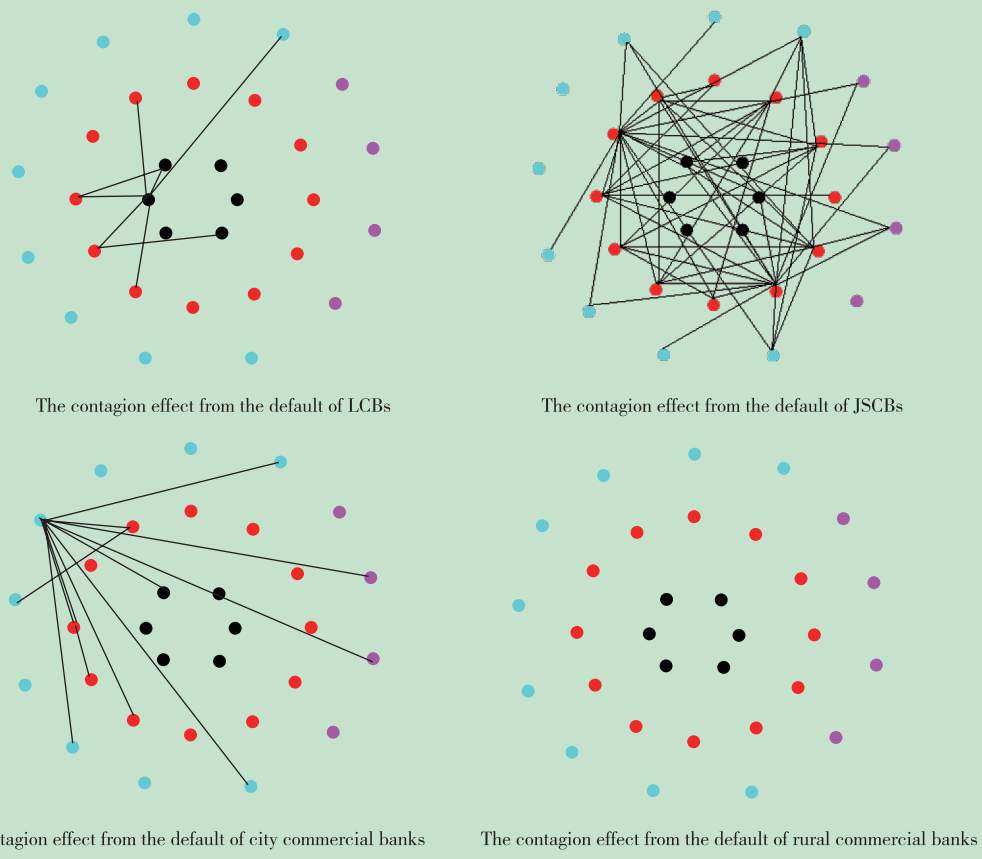 The contagion effect from the default of LCBs
The contagion effect from the default of JSCBs
tagion effect from the default of city commercial banks
The contagion effect from the default of rural commercial banks